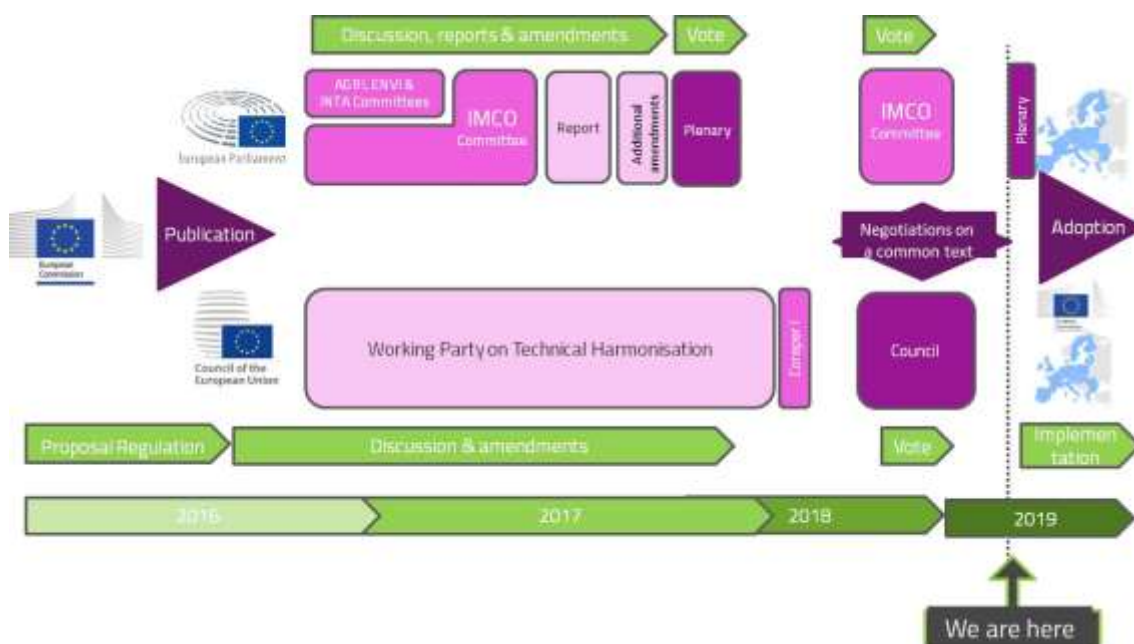 Discussion, reports & amendments
Vote
Vote
AGRI, ENVI &
INTA Committees
IMCO
Committee
Report
Additional
amendments
Plenary
IMCO
Committee
Plenary
European Parliament
European
Commission
Publication
Negotiations on
a common text
Adoption
Council of the
European Union
Working Party on Technical Harmonisation
Coreper I
Council
Proposal Regulation
Discussion & amendments
Vote
Implemen
tation
2016
2017
2018
2019
We are here